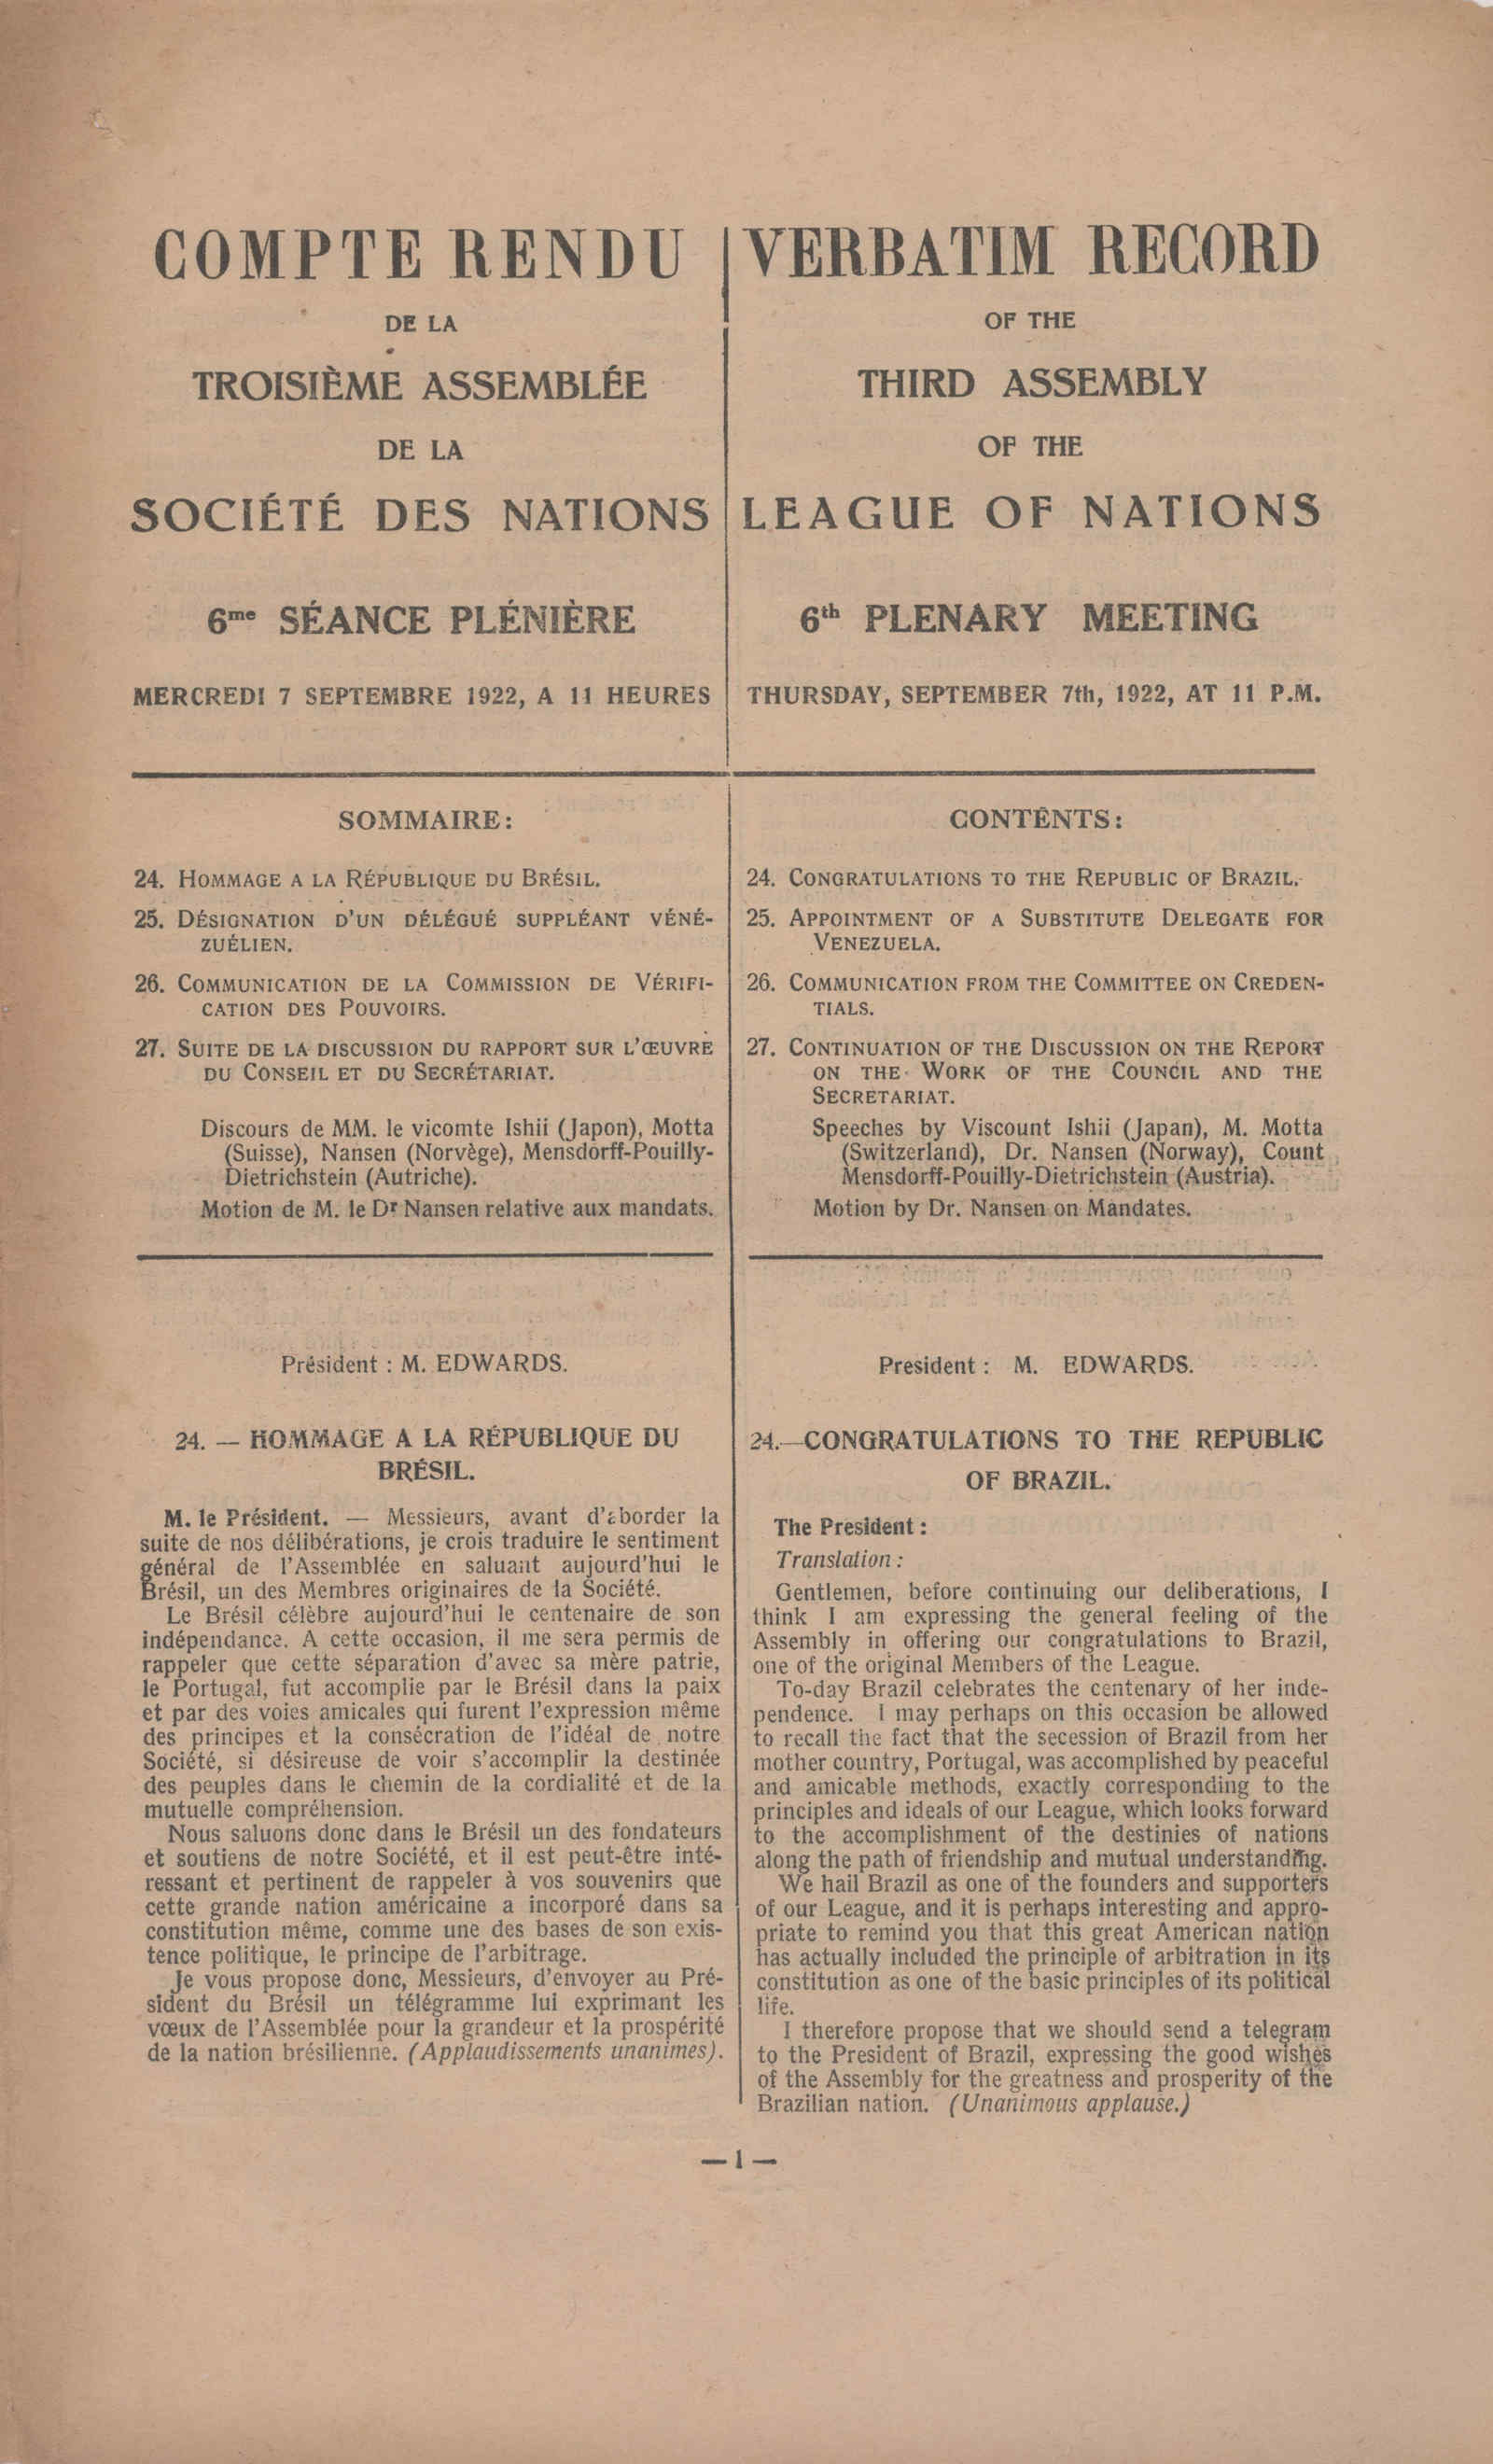 COMPTE RENDU
DE LA
TROISIÈME ASSEMBLÉE
DE LA
SOCIÉTÉ DES NATIONS
6me SÉANCE PLÉNIÈRE
MERCREDI 7 SEPTEMBRE 1922, A 11 HEURES
VERBATIM RECORD
OF THE
THIRD ASSEMBLY
OF THE
LEAGUE OF NATIONS
6th PLENARY MEETING
THURSDAY, SEPTEMBER 7th, 1922, AT 11 P.M.
SOMMAIRE:
24. HOMMAGE A LA RÉPUBLIQUE DU BRÉSIL.
25. DÉSIGNATION D'UN DÉLÉGUÉ SUPPLÉANT VÉNÉ-
ZUÉLIEN.
26. COMMUNICATION DE LA COMMISSION DE VÉRIFI-
CATION DES POUVOIRS.
27. SUITE DE LA DISCUSSION DU RAPPORT SUR L'ŒUVRE
DU CONSEIL ET DU SECRÉTARIAT.
Discours de MM. le vicomte Ishii (Japon), Motta
(Suisse), Nansen (Norvège), Mensdorff-Pouilly-
Dietrichstein (Autriche).
Motion de M. le Dr Nansen relative aux mandats.
CONTENTS:
24. CONGRATULATIONS TO THE REPUBLIC OF BRAZIL.
25. APPOINTMENT OF A SUBSTITUTE DELEGATE FOR
VENEZUELA.
26. COMMUNICATION FROM THE COMMITTEE ON CREDEN-
TIALS.
27. CONTINUATION OF THE DISCUSSION ON THE REPORT
ON THE WORK OF THE COUNCIL AND THE
SECRETARIAT.
Speeches by Viscount Ishii (Japan), M. Motta
(Switzerland), Dr. Nansen (Norway), Count
Mensdorff-Pouilly-Dietrichstein (Austria).
Motion by Dr. Nansen on Mandates.
Président : M. EDWARDS.
24. — HOMMAGE A LA RÉPUBLIQUE DU
BRÉSIL.
M. le Président. — Messieurs, avant d'aborder la
suite de nos délibérations, je crois traduire le sentiment
général de l'Assemblée en saluant aujourd'hui le
Brésil, un des Membres originaires de la Société.
Le Brésil célèbre aujourd'hui le centenaire de son
indépendance. A cette occasion, il me sera permis de
rappeler que cette séparation d'avec sa mère patrie,
le Portugal, fut accomplie par le Brésil dans la paix
et par des voies amicales qui furent l'expression même
des principes et la consécration de l'idéal de notre
Société, si désireuse de voir s'accomplir la destinée
des peuples dans le chemin de la cordialité et de la
mutuelle compréhension.
Nous saluons donc dans le Brésil un des fondateurs
et soutiens de notre Société, et il est peut-être inté-
ressant et pertinent de rappeler à vos souvenirs que
cette grande nation américaine a incorporé dans sa
constitution même, comme une des bases de son exis-
tence politique, le principe de l'arbitrage.
Je vous propose donc, Messieurs, d'envoyer au Pré-
sident du Brésil un télégramme lui exprimant les
vœux de l'Assemblée pour la grandeur et la prospérité
de la nation brésilienne. (Applaudissements unanimes).
President : M. EDWARDS.
24.—CONGRATULATIONS TO THE REPUBLIC
OF BRAZIL.
The President :
Translation :
Gentlemen, before continuing our deliberations, I
think I am expressing the general feeling of the
Assembly in offering our congratulations to Brazil,
one of the original Members of the League.
To-day Brazil celebrates the centenary of her inde-
pendence. I may perhaps on this occasion be allowed
to recall the fact that the secession of Brazil from her
mother country, Portugal, was accomplished by peaceful
and amicable methods, exactly corresponding to the
principles and ideals of our League, which looks forward
to the accomplishment of the destinies of nations
along the path of friendship and mutual understanding.
We hail Brazil as one of the founders and supporters
of our League, and it is perhaps interesting and appro-
priate to remind you that this great American nation
has actually included the principle of arbitration in its
constitution as one of the basic principles of its political
life.
I therefore propose that we should send a telegram
to the President of Brazil, expressing the good wishes
of the Assembly for the greatness and prosperity of the
Brazilian nation. (Unanimous applause.)
— 1 —